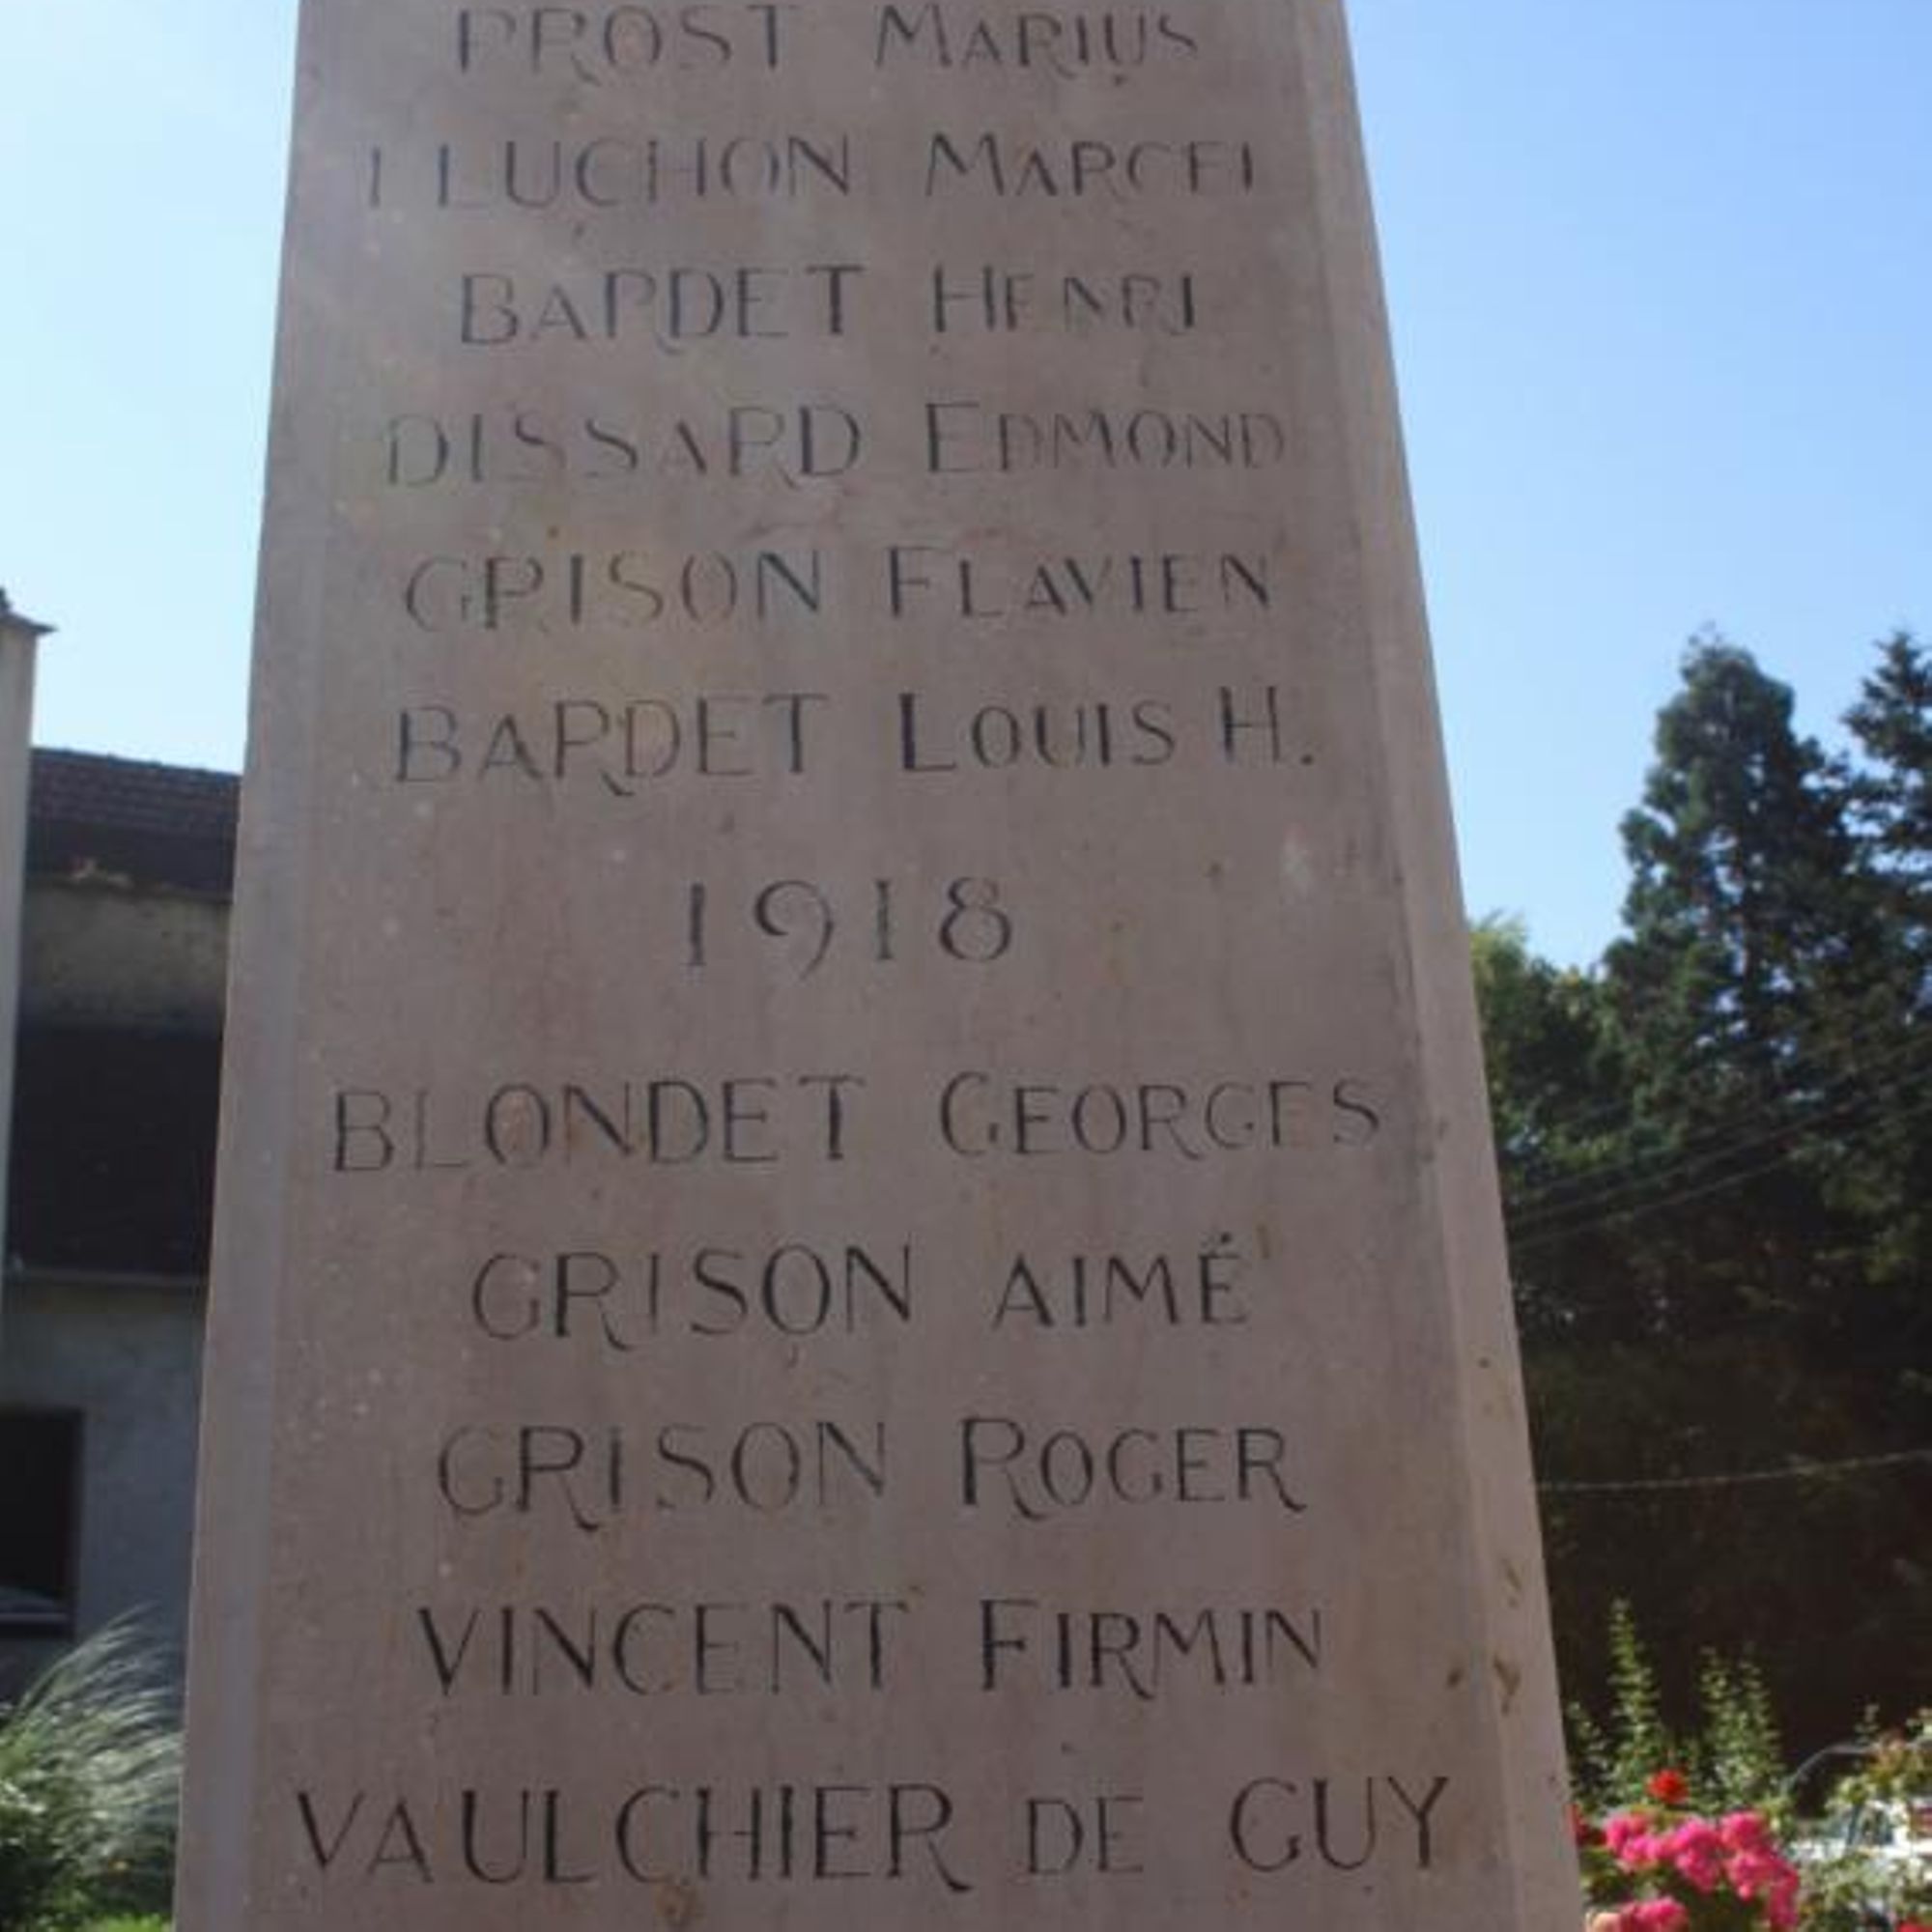 PROST MARIUS
PLUCHON MARCEL
BARDET HENRI
DISSARD EDMOND
GRISON FLAVIEN
BARDET LOUIS H.
1918
BLONDET GEORGES
GRISON AIMÉ
GRISON ROGER
VINCENT FIRMIN
VAULCHIER DE GUY